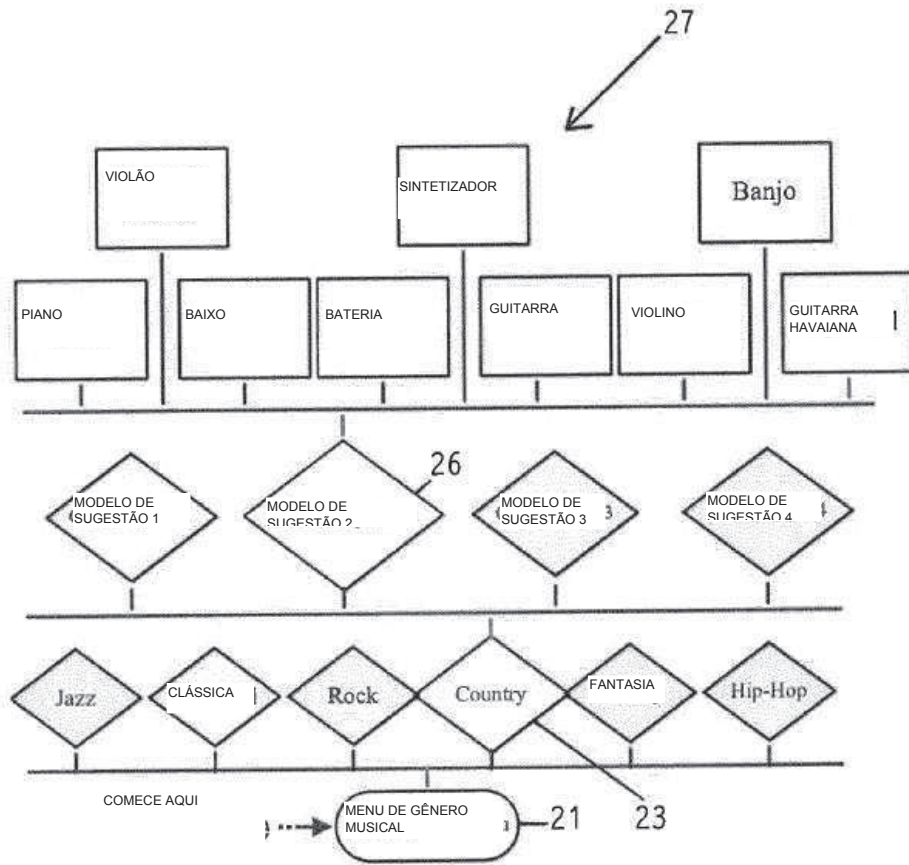 27
VIOLÃO
SINTETIZADOR
Banjo
PIANO
BAIXO
BATERIA
GUITARRA
VIOLINO
GUITARRA
HAVAIANA
26
MODELO DE
SUGESTÃO 1
MODELO DE
SUGESTÃO 2
MODELO DE
SUGESTÃO 3
3
MODELO DE
SUGESTÃO 4
Jazz
CLÁSSICA
Rock
Country
FANTASIA
Hip-Hop
COMECE AQUI
MENU DE GÊNERO
MUSICAL
21
23